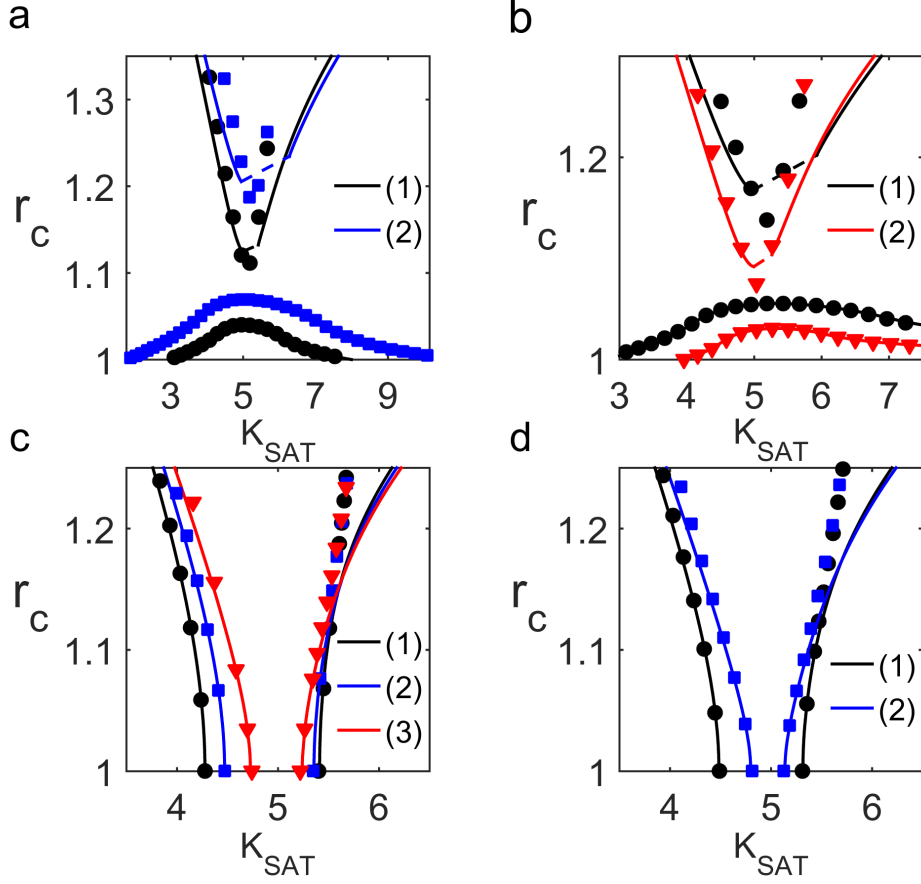 a
1.3
1.2
1.1
1
r_c
(1)
(2)
3 5 7 9
K_SAT
b
1.2
1
r_c
(1)
(2)
3 4 5 6 7
K_SAT
c
1.2
1.1
1
r_c
(1)
(2)
(3)
4 5 6
K_SAT
d
1.2
1.1
1
r_c
(1)
(2)
4 5 6
K_SAT